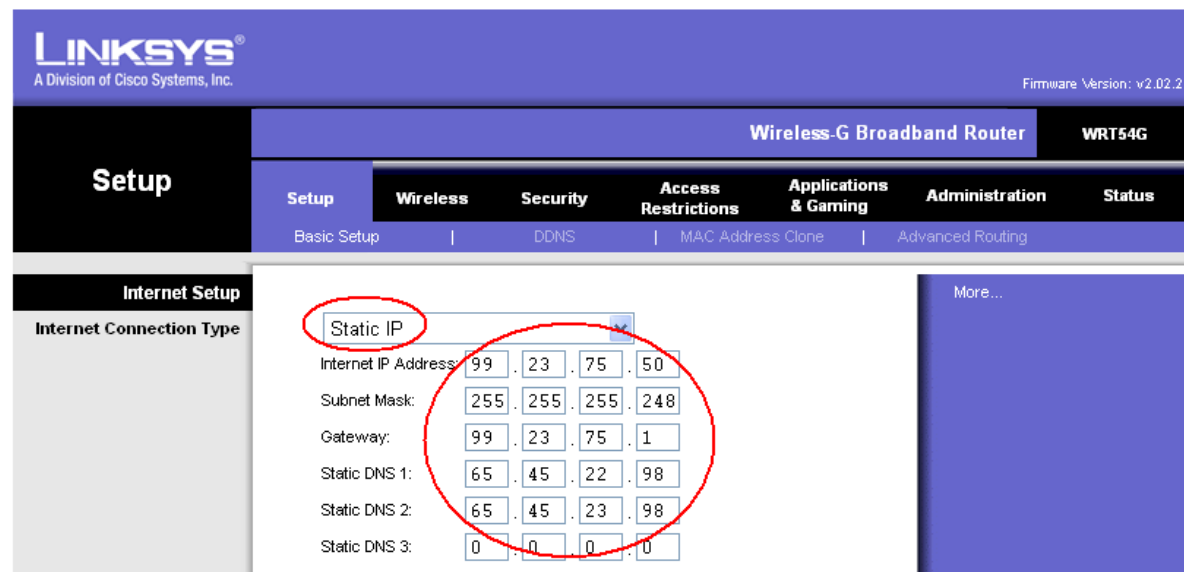 LINKSYS®
A Division of Cisco Systems, Inc.
Firmware Version: v2.02.2
Wireless-G Broadband Router WRT54G
Setup
Setup Wireless Security Access Restrictions Applications & Gaming Administration Status
Basic Setup | DDNS | MAC Address Clone | Advanced Routing
Internet Setup
More...
Internet Connection Type
Static IP
Internet IP Address: 99 . 23 . 75 . 50
Subnet Mask: 255 . 255 . 255 . 248
Gateway: 99 . 23 . 75 . 1
Static DNS 1: 65 . 45 . 22 . 98
Static DNS 2: 65 . 45 . 23 . 98
Static DNS 3: 0 . 0 . 0 . 0